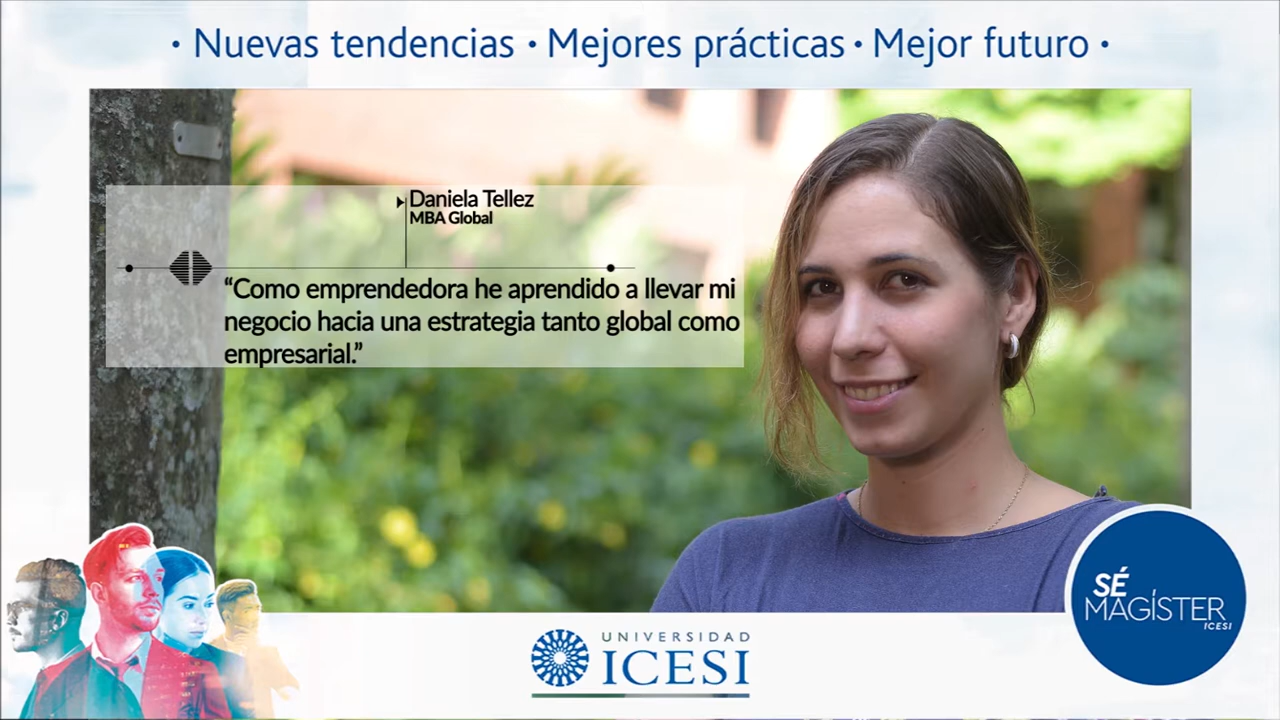 · Nuevas tendencias · Mejores prácticas · Mejor futuro ·
Daniela Tellez
MBA Global
“Como emprendedora he aprendido a llevar mi
negocio hacia una estrategia tanto global como
empresarial.”
SÉ
MAGÍSTER
ICESI
UNIVERSIDAD
ICESI